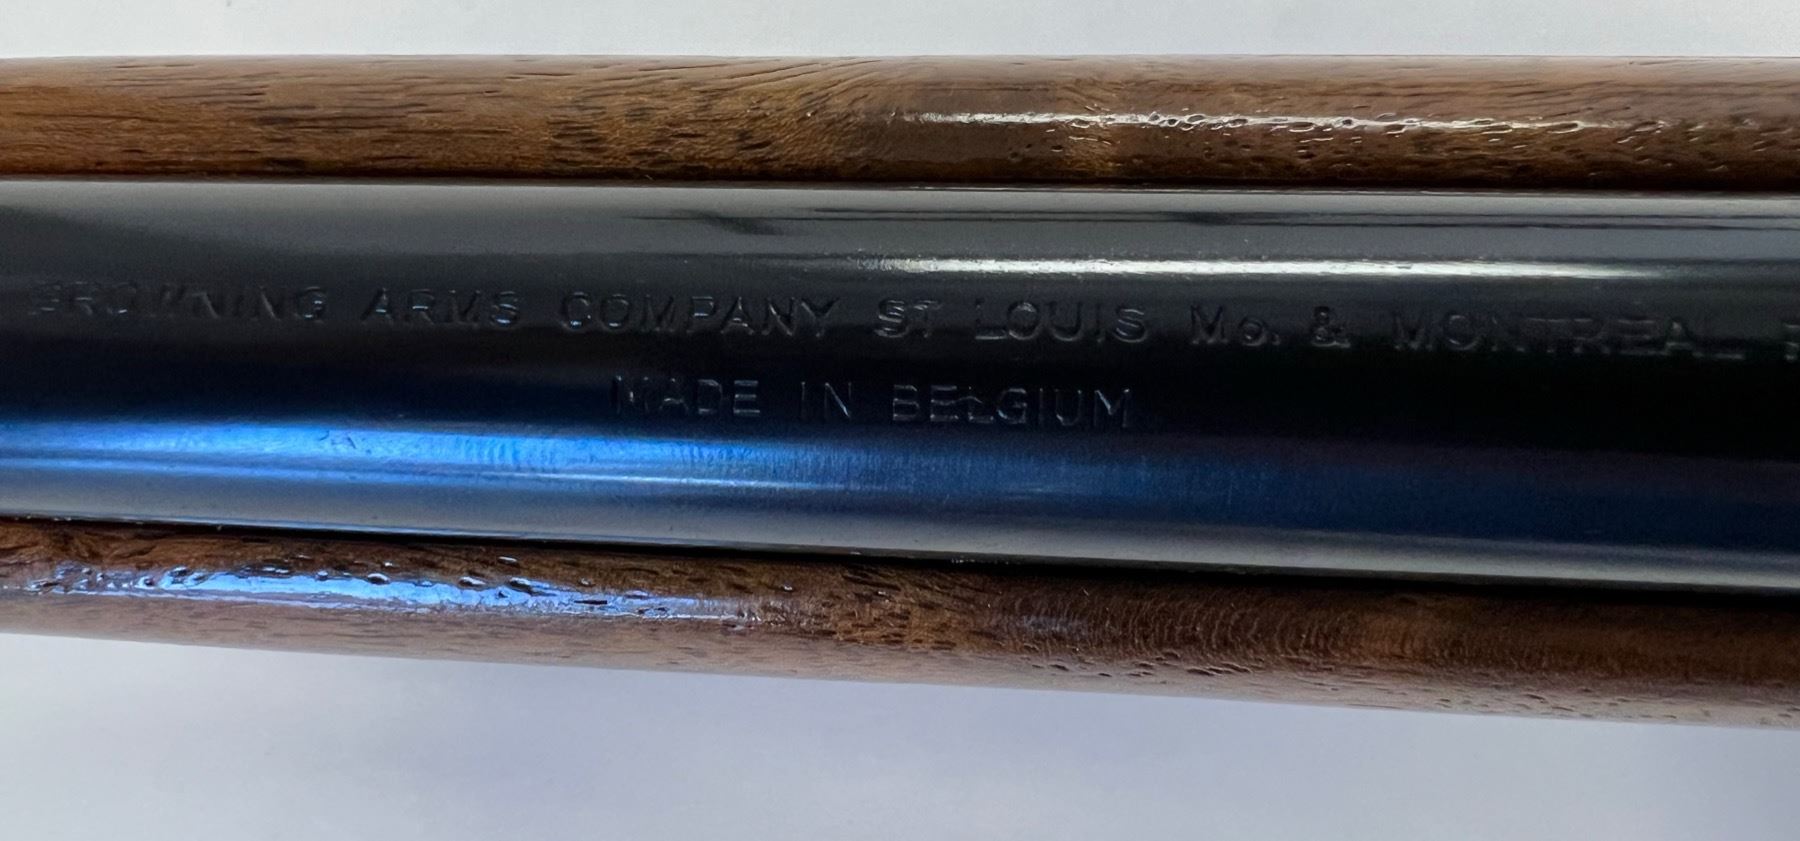 BROWNING ARMS COMPANY ST LOUIS Mo. & MONTREAL P
MADE IN BELGIUM